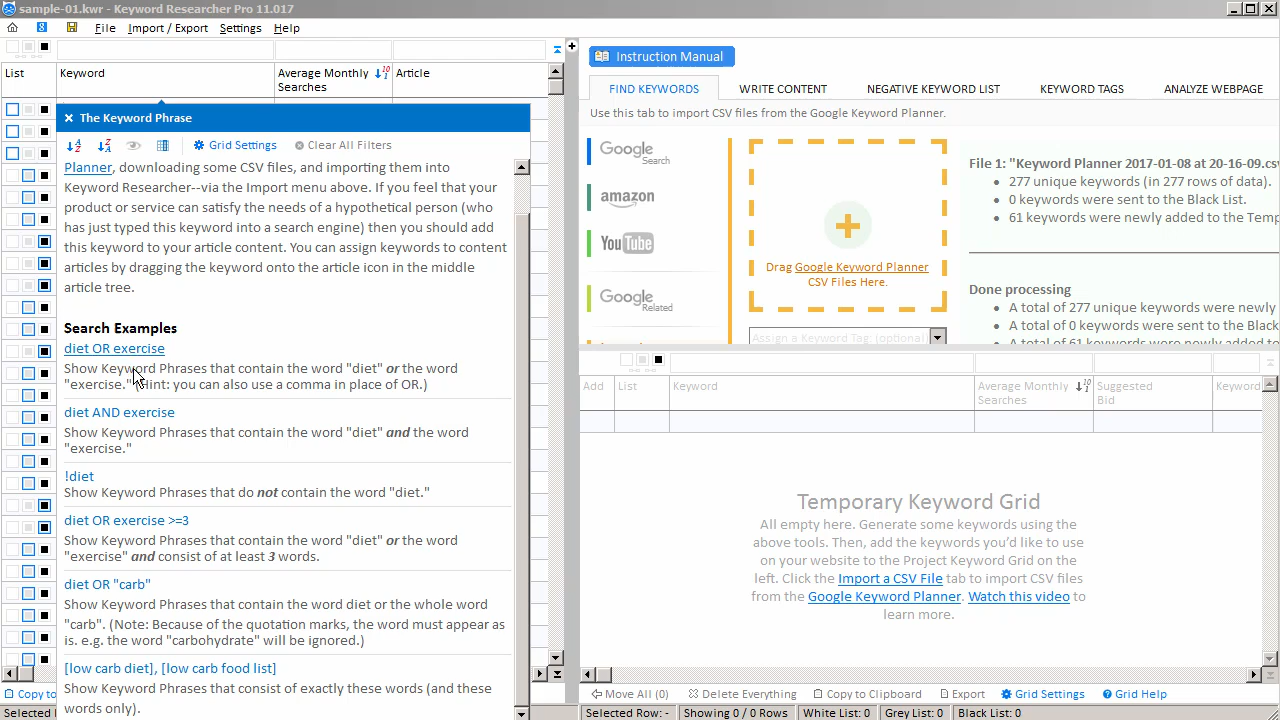 sample-01.kwr - Keyword Researcher Pro 11.017
File Import / Export Settings Help
List Keyword Average Monthly Searches Article
The Keyword Phrase
Grid Settings Clear All Filters
Planner, downloading some CSV files, and importing them into
Keyword Researcher--via the Import menu above. If you feel that your
product or service can satisfy the needs of a hypothetical person (who
has just typed this keyword into a search engine) then you should add
this keyword to your article content. You can assign keywords to content
articles by dragging the keyword onto the article icon in the middle
article tree.
Search Examples
diet OR exercise
Show Keyword Phrases that contain the word "diet" or the word
"exercise." int: you can also use a comma in place of OR.)
diet AND exercise
Show Keyword Phrases that contain the word "diet" and the word
"exercise."
!diet
Show Keyword Phrases that do not contain the word "diet."
diet OR exercise >=3
Show Keyword Phrases that contain the word "diet" or the word
"exercise" and consist of at least 3 words.
diet OR "carb"
Show Keyword Phrases that contain the word diet or the whole word
"carb". (Note: Because of the quotation marks, the word must appear as
is. e.g. the word "carbohydrate" will be ignored.)
[low carb diet], [low carb food list]
Show Keyword Phrases that consist of exactly these words (and these
words only).
Copy to
Selected
Instruction Manual
FIND KEYWORDS WRITE CONTENT NEGATIVE KEYWORD LIST KEYWORD TAGS ANALYZE WEBPAGE
Use this tab to import CSV files from the Google Keyword Planner.
Google Search
amazon
YouTube
Google Related
Drag Google Keyword Planner
CSV Files Here.
Assign a Keyword Tag: (optional)
File 1: "Keyword Planner 2017-01-08 at 20-16-09.cs
277 unique keywords (in 277 rows of data).
0 keywords were sent to the Black List.
61 keywords were newly added to the Temp
Done processing
A total of 277 unique keywords were newly
A total of 0 keywords were sent to the Black
A total of 61 keywords were newly added to
Add List Keyword Average Monthly Searches Suggested Bid Keyword
Temporary Keyword Grid
All empty here. Generate some keywords using the
above tools. Then, add the keywords you'd like to use
on your website to the Project Keyword Grid on the
left. Click the Import a CSV File tab to import CSV files
from the Google Keyword Planner. Watch this video to
learn more.
Move All (0) Delete Everything Copy to Clipboard Export Grid Settings Grid Help
Selected Row: - Showing 0 / 0 Rows White List: 0 Grey List: 0 Black List: 0